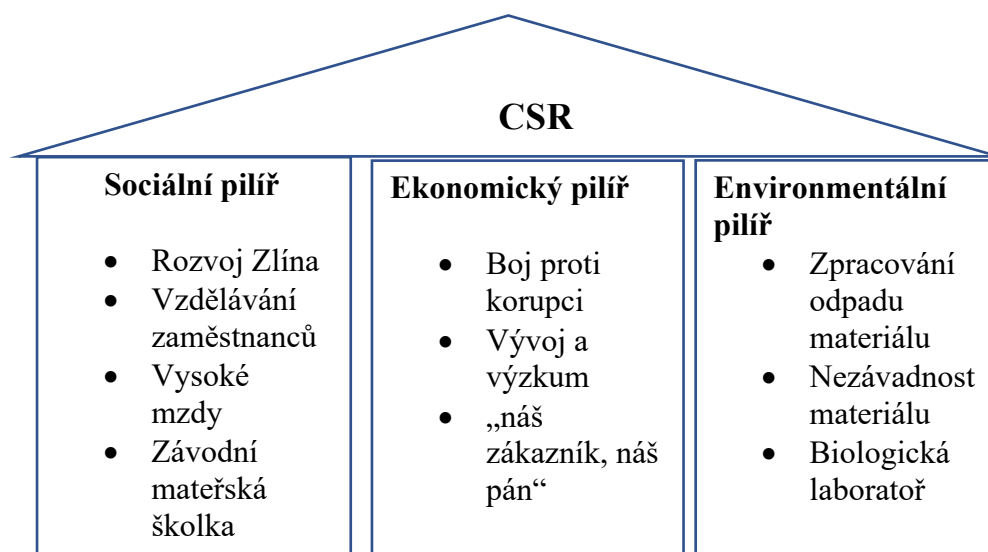 CSR
Sociální pilíř
• Rozvoj Zlína
• Vzdělávání
zaměstnanců
• Vysoké
mzdy
• Závodní
mateřská
školka
Ekonomický pilíř
• Boj proti
korupci
• Vývoj a
výzkum
• „náš
zákazník, náš
pán“
Environmentální
pilíř
• Zpracování
odpadu
materiálu
• Nezávadnost
materiálu
• Biologická
laboratoř